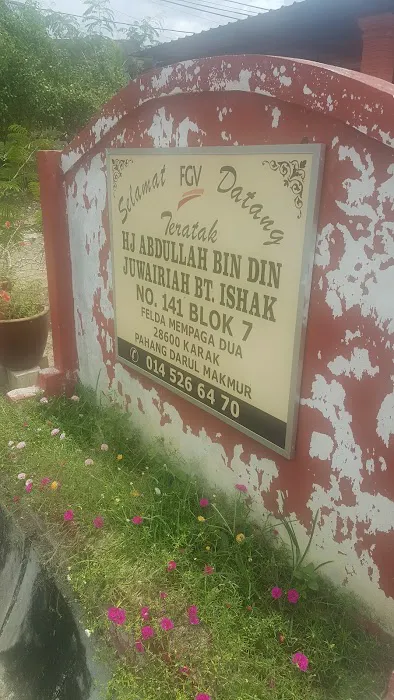 Selamat FGV Datang
Teratak
HJ ABDULLAH BIN DIN
JUWAIRIAH BT. ISHAK
NO. 141 BLOK 7
FELDA MEMPAGA DUA
28600 KARAK
PAHANG DARUL MAKMUR
014 526 64 70